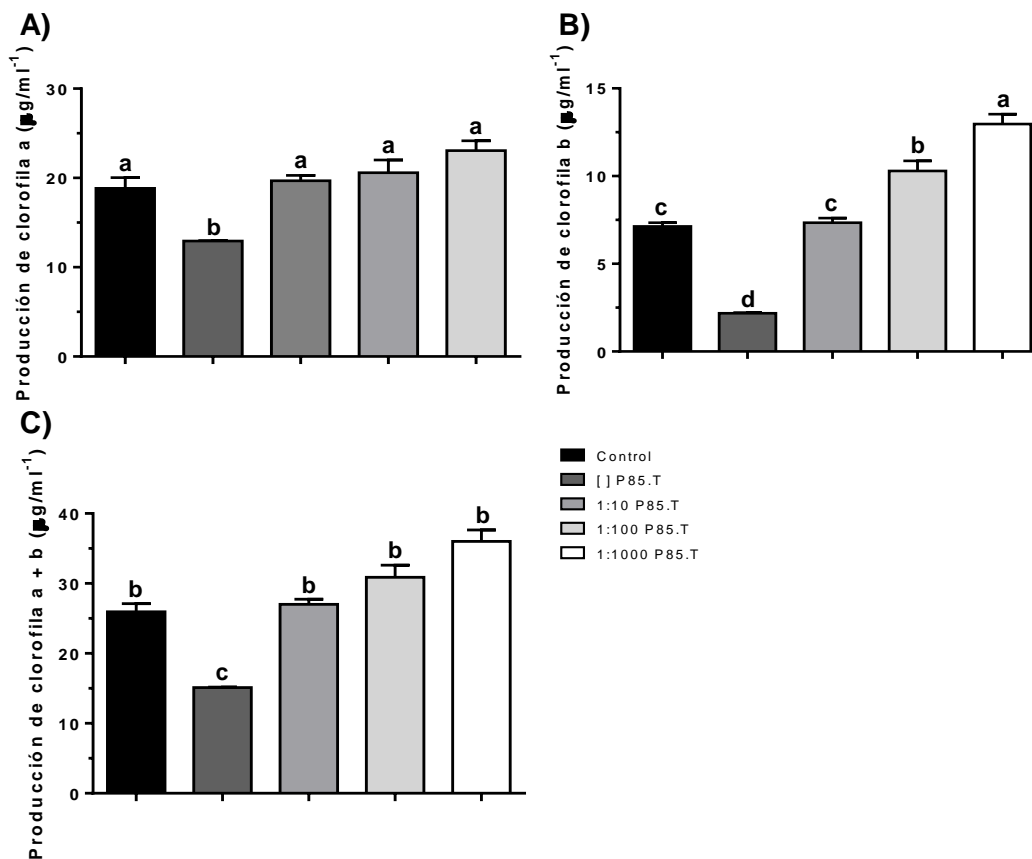 A)
Producción de clorofila a (µg/ml-1)
30
20
10
0
a
b
a
a
a
B)
Producción de clorofila b (µg/ml-1)
15
10
5
0
c
d
c
b
a
C)
Producción de clorofila a + b (µg/ml-1)
40
30
20
10
0
b
c
b
b
b
Control
[ ] P85.T
1:10 P85.T
1:100 P85.T
1:1000 P85.T